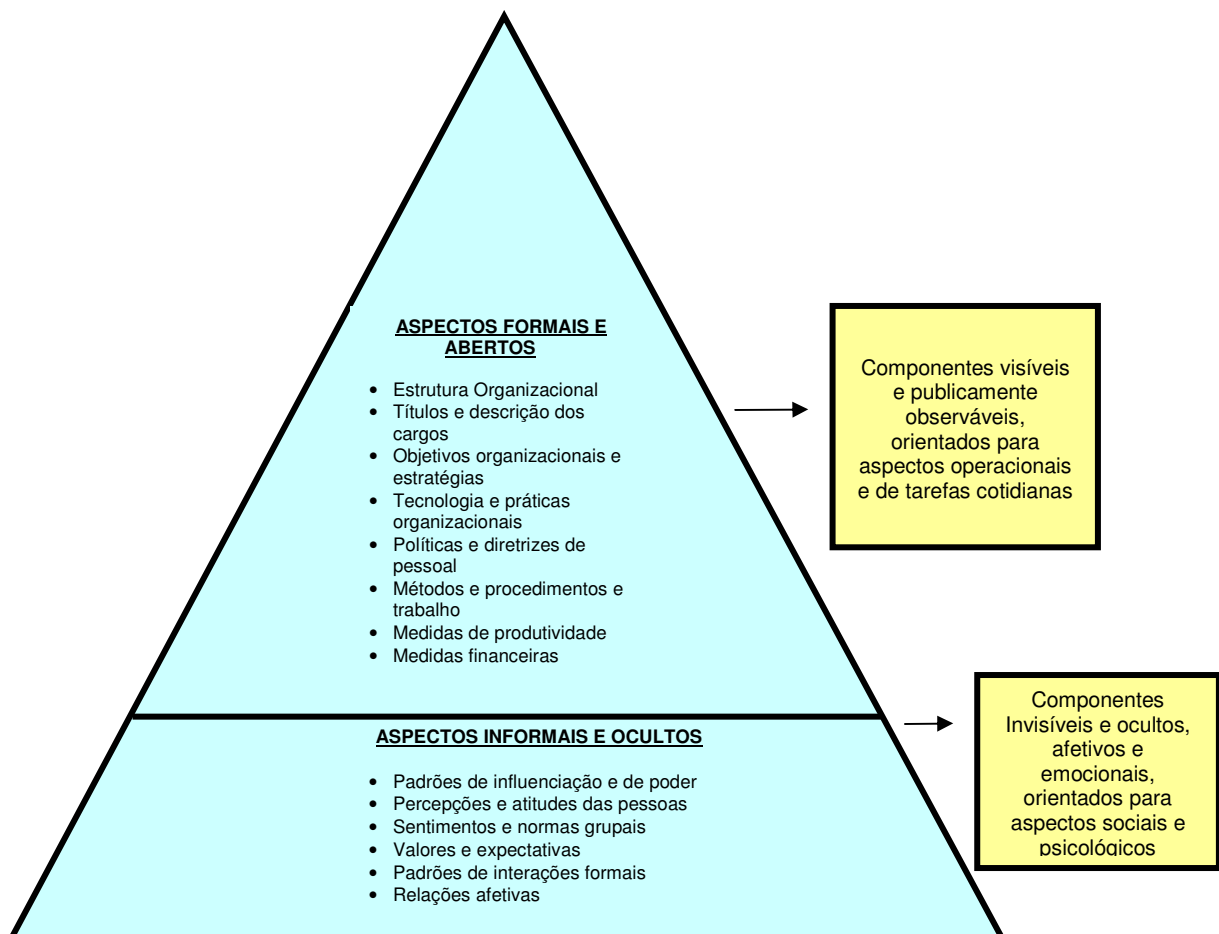 ASPECTOS FORMAIS E
ABERTOS
• Estrutura Organizacional
• Títulos e descrição dos
cargos
• Objetivos organizacionais e
estratégias
• Tecnologia e práticas
organizacionais
• Políticas e diretrizes de
pessoal
• Métodos e procedimentos e
trabalho
• Medidas de produtividade
• Medidas financeiras
Componentes visíveis
e publicamente
observáveis,
orientados para
aspectos operacionais
e de tarefas cotidianas
ASPECTOS INFORMAIS E OCULTOS
• Padrões de influenciação e de poder
• Percepções e atitudes das pessoas
• Sentimentos e normas grupais
• Valores e expectativas
• Padrões de interações formais
• Relações afetivas
Componentes
Invisíveis e ocultos,
afetivos e
emocionais,
orientados para
aspectos sociais e
psicológicos